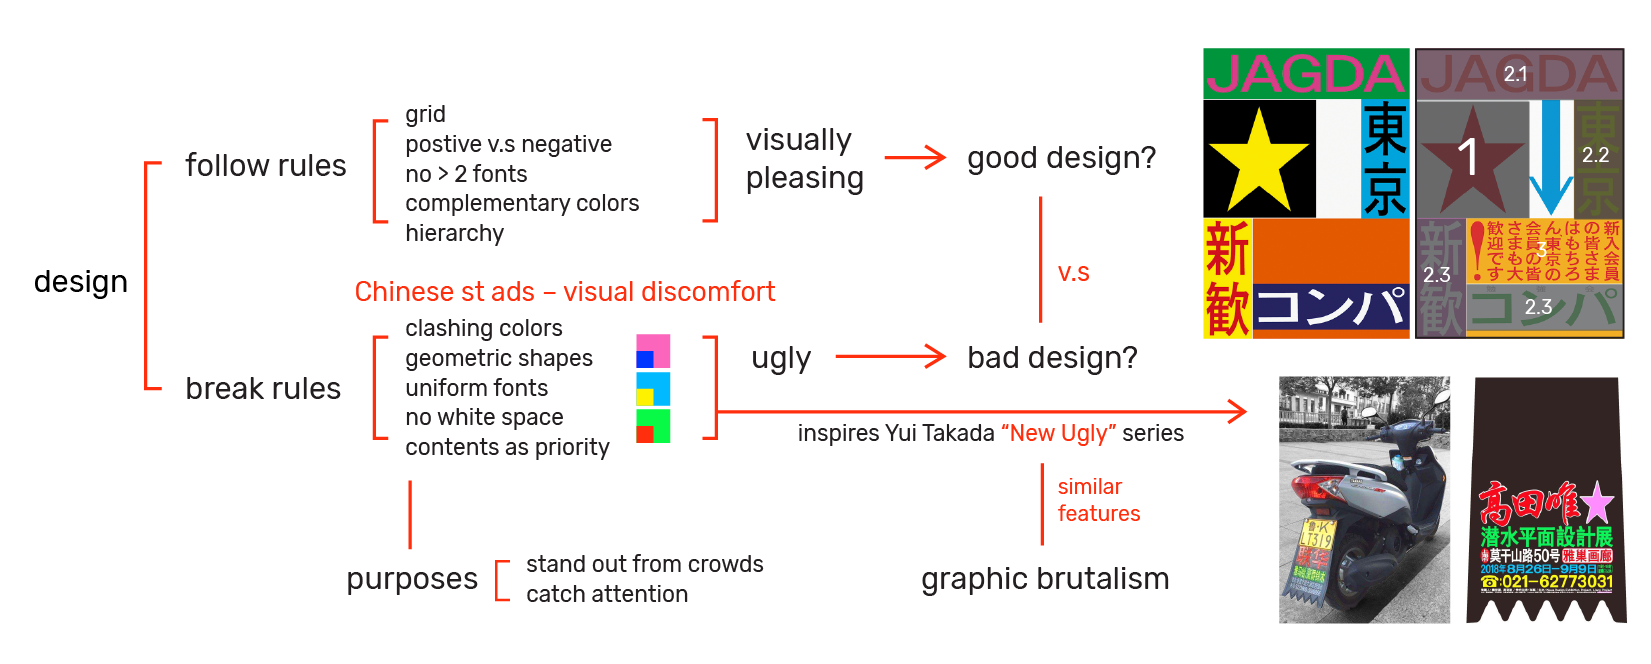 design
follow rules
grid
postive v.s negative
no > 2 fonts
complementary colors
hierarchy
visually
pleasing
good design?
v.s
Chinese st ads – visual discomfort
break rules
clashing colors
geometric shapes
uniform fonts
no white space
contents as priority
ugly
bad design?
inspires Yui Takada “New Ugly” series
similar
features
graphic brutalism
purposes
stand out from crowds
catch attention
JAGDA
東京
新歓
コンパ
JAGDA
2.1
1
東京
2.2
新歓
2.3
新入会員
の皆さま
はもちろ
ん東京の
会員の皆
さまも大
歓迎です
!
3
コンパ
2.3
鲁·K
LT319
高田唯
潜水平面設計展
莫干山路50号
雅巣画廊
2018年8月26日–9月9日
☎:021–62773031